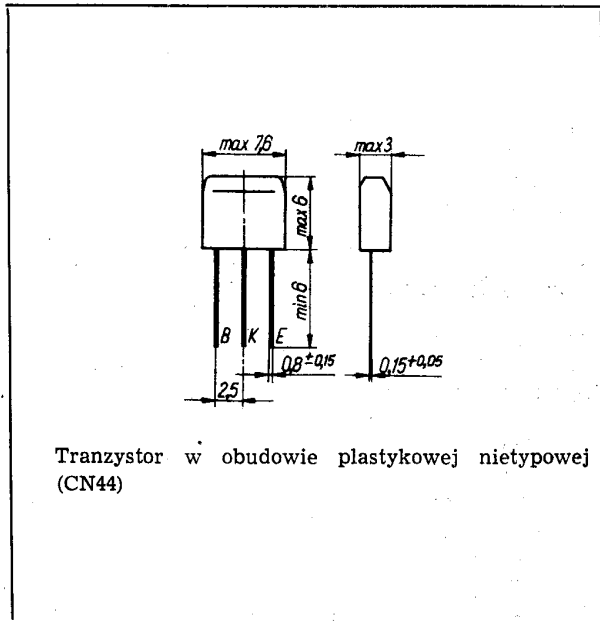 max 7,6
max 3
max 6
min 6
B K E
0,8±0,15
0,15+0,05
2,5
Tranzystor w obudowie plastykowej nietypowej
(CN44)